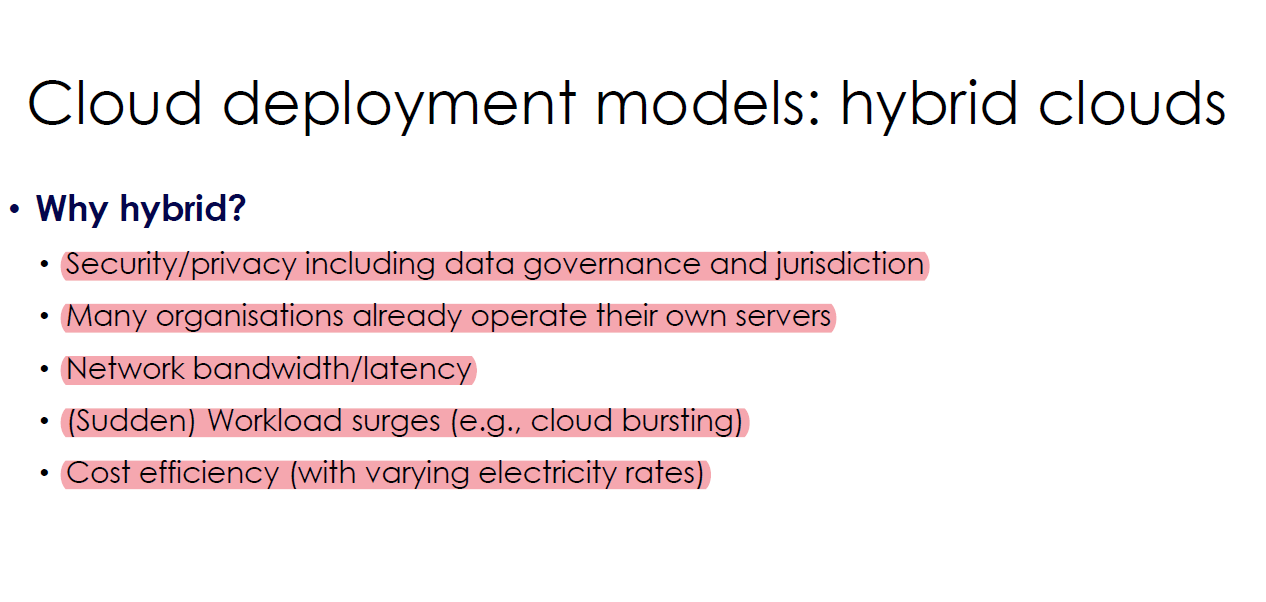 Cloud deployment models: hybrid clouds
• Why hybrid?
• Security/privacy including data governance and jurisdiction
• Many organisations already operate their own servers
• Network bandwidth/latency
• (Sudden) Workload surges (e.g., cloud bursting)
• Cost efficiency (with varying electricity rates)